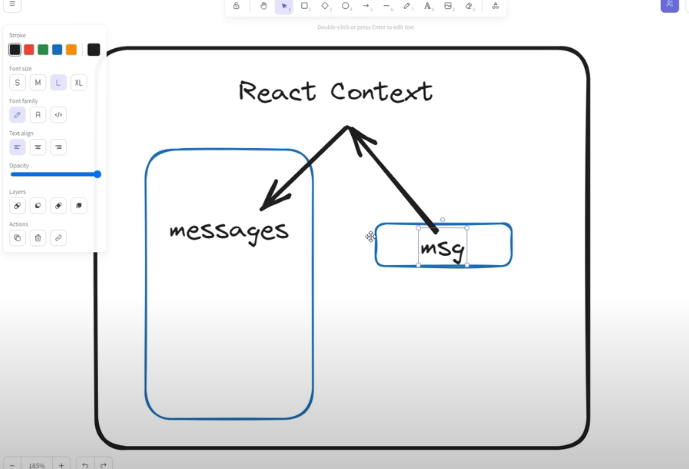 Double-click or press Enter to edit text
Stroke
Font size
S M L XL
Font family
A </>
Text align
Opacity
Layers
Actions
React Context
messages
msg
185%